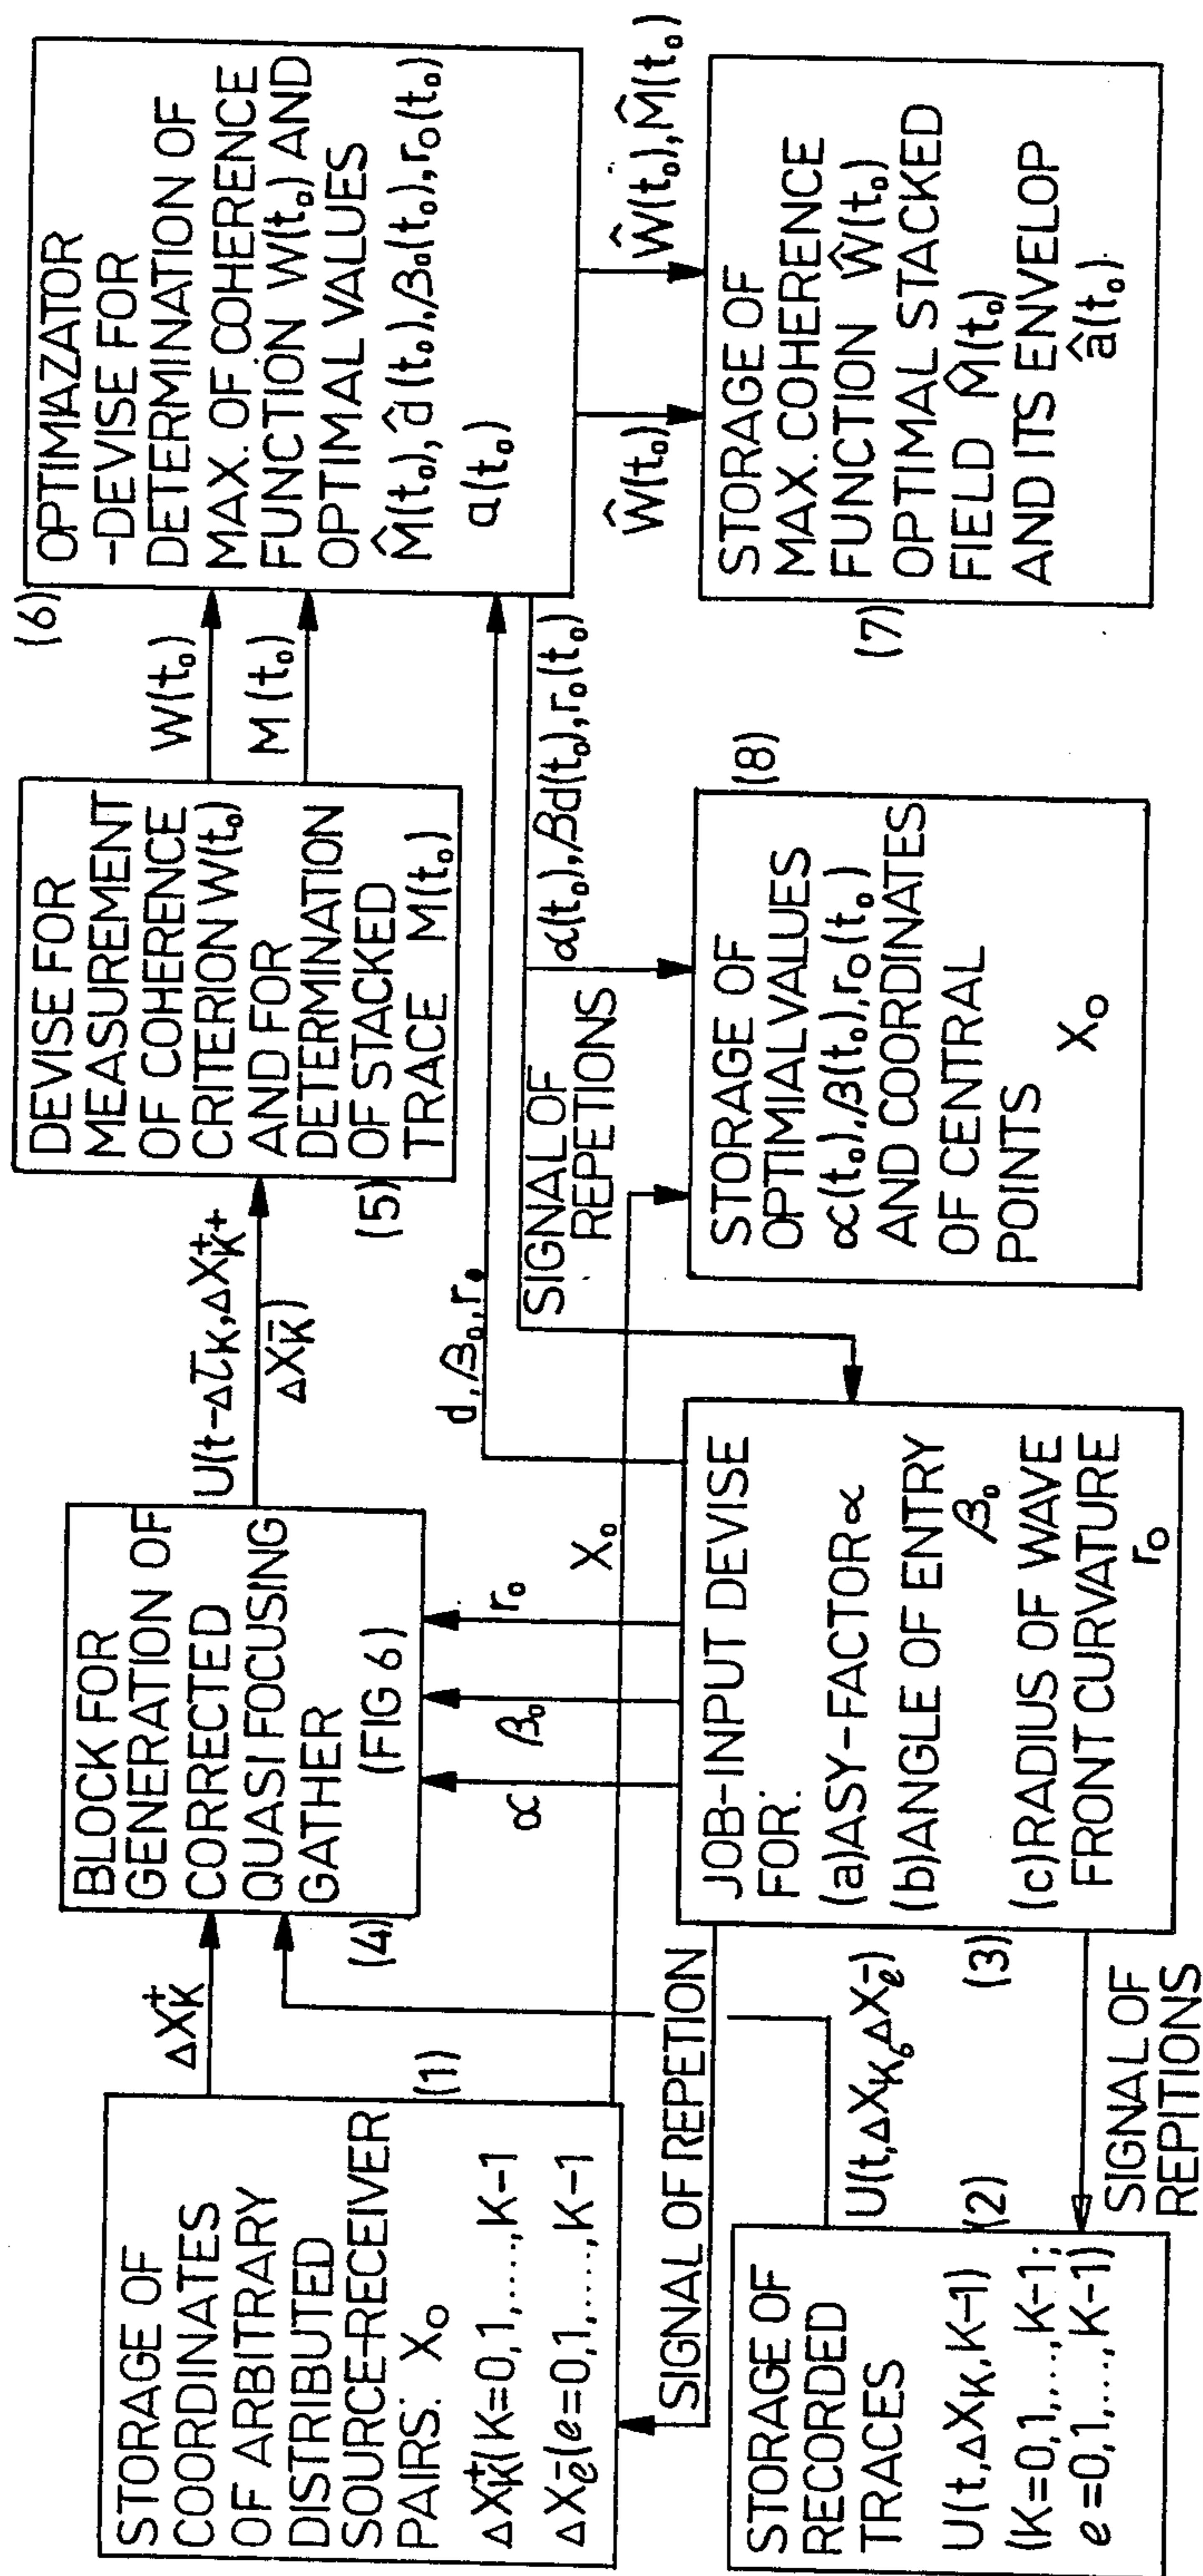 STORAGE OF
COORDINATES
OF ARBITRARY
DISTRIBUTED
SOURCE-RECEIVER
PAIRS: X₀
ΔX⁺ₖ(K=0,1,....,K-1
ΔX⁻ₑ(e=0,1,....,K-1
(1)
ΔX⁺ₖ
BLOCK FOR
GENERATION OF
CORRECTED
QUASI FOCUSING
GATHER
(FIG 6)
(4)
U(t-Δτₖ,ΔX⁺ₖ+
ΔX⁻ₖ)
DEVISE FOR
MEASUREMENT
OF COHERENCE
CRITERION W(t₀)
AND FOR
DETERMINATION
OF STACKED
TRACE M(t₀)
(5)
W(t₀)
M(t₀)
(6)
OPTIMAZATOR
-DEVISE FOR
DETERMINATION OF
MAX. OF COHERENCE
FUNCTION W(t₀) AND
OPTIMAL VALUES
M̂(t₀), d̂(t₀),β₀(t₀),r₀(t₀)
a(t₀)
SIGNAL OF REPETION
STORAGE OF
RECORDED
TRACES
U(t,ΔXₖ,K-1)
(K=0,1,...,K-1;
e=0,1,....,K-1)
(2)
U(t,ΔXₖ₆ΔX⁻ₑ)
SIGNAL OF
REPITIONS
(3)
JOB-INPUT DEVISE
FOR:
(a)ASY-FACTOR ∝
(b)ANGLE OF ENTRY
β₀
(c)RADIUS OF WAVE
FRONT CURVATURE
r₀
∝
β₀
r₀
X₀
d,β₀,r.
SIGNAL OF
REPETIONS
∝(t₀),βd(t₀),r₀(t₀)
STORAGE OF
OPTIMIAL VALUES
∝(t₀),β(t₀),r₀(t₀)
AND COORDINATES
OF CENTRAL
POINTS
X₀
(8)
Ŵ(t₀)
Ŵ(t₀),M̂(t₀)
STORAGE OF
MAX. COHERENCE
FUNCTION Ŵ(t₀)
OPTIMAL STACKED
FIELD M̂(t₀)
AND ITS ENVELOP
â(t₀).
(7)